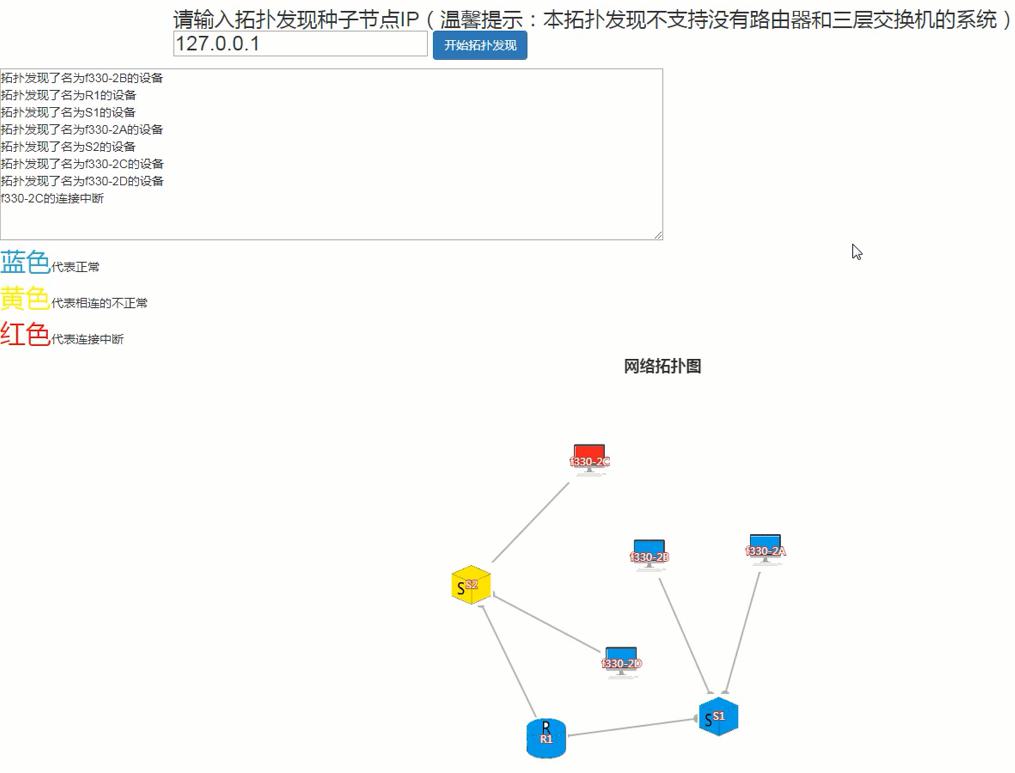 请输入拓扑发现种子节点IP（温馨提示：本拓扑发现不支持没有路由器和三层交换机的系统）
127.0.0.1 开始拓扑发现
拓扑发现了名为f330-2B的设备
拓扑发现了名为R1的设备
拓扑发现了名为S1的设备
拓扑发现了名为f330-2A的设备
拓扑发现了名为S2的设备
拓扑发现了名为f330-2C的设备
拓扑发现了名为f330-2D的设备
f330-2C的连接中断
蓝色代表正常
黄色代表相连的不正常
红色代表连接中断
网络拓扑图
f330-2C
f330-2B
f330-2A
S S2
f330-2D
S S1
R
R1